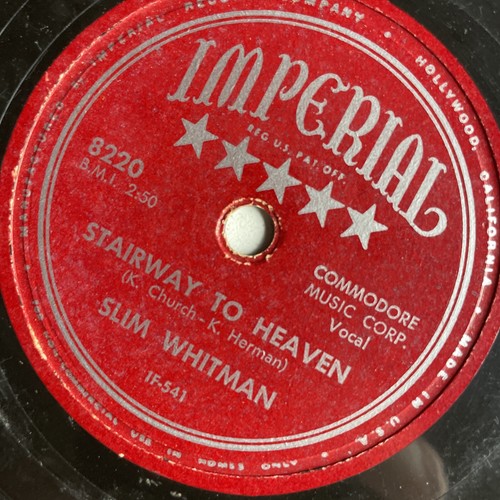 IMPERIAL
REG. U.S. PAT. OFF.
8220
B.M.I. 2:50
COMMODORE
MUSIC CORP.
Vocal
STAIRWAY TO HEAVEN
(K. Church - K. Herman)
SLIM WHITMAN
IF-541
HOLLYWOOD, CALIFORNIA
MADE IN U.S.A.